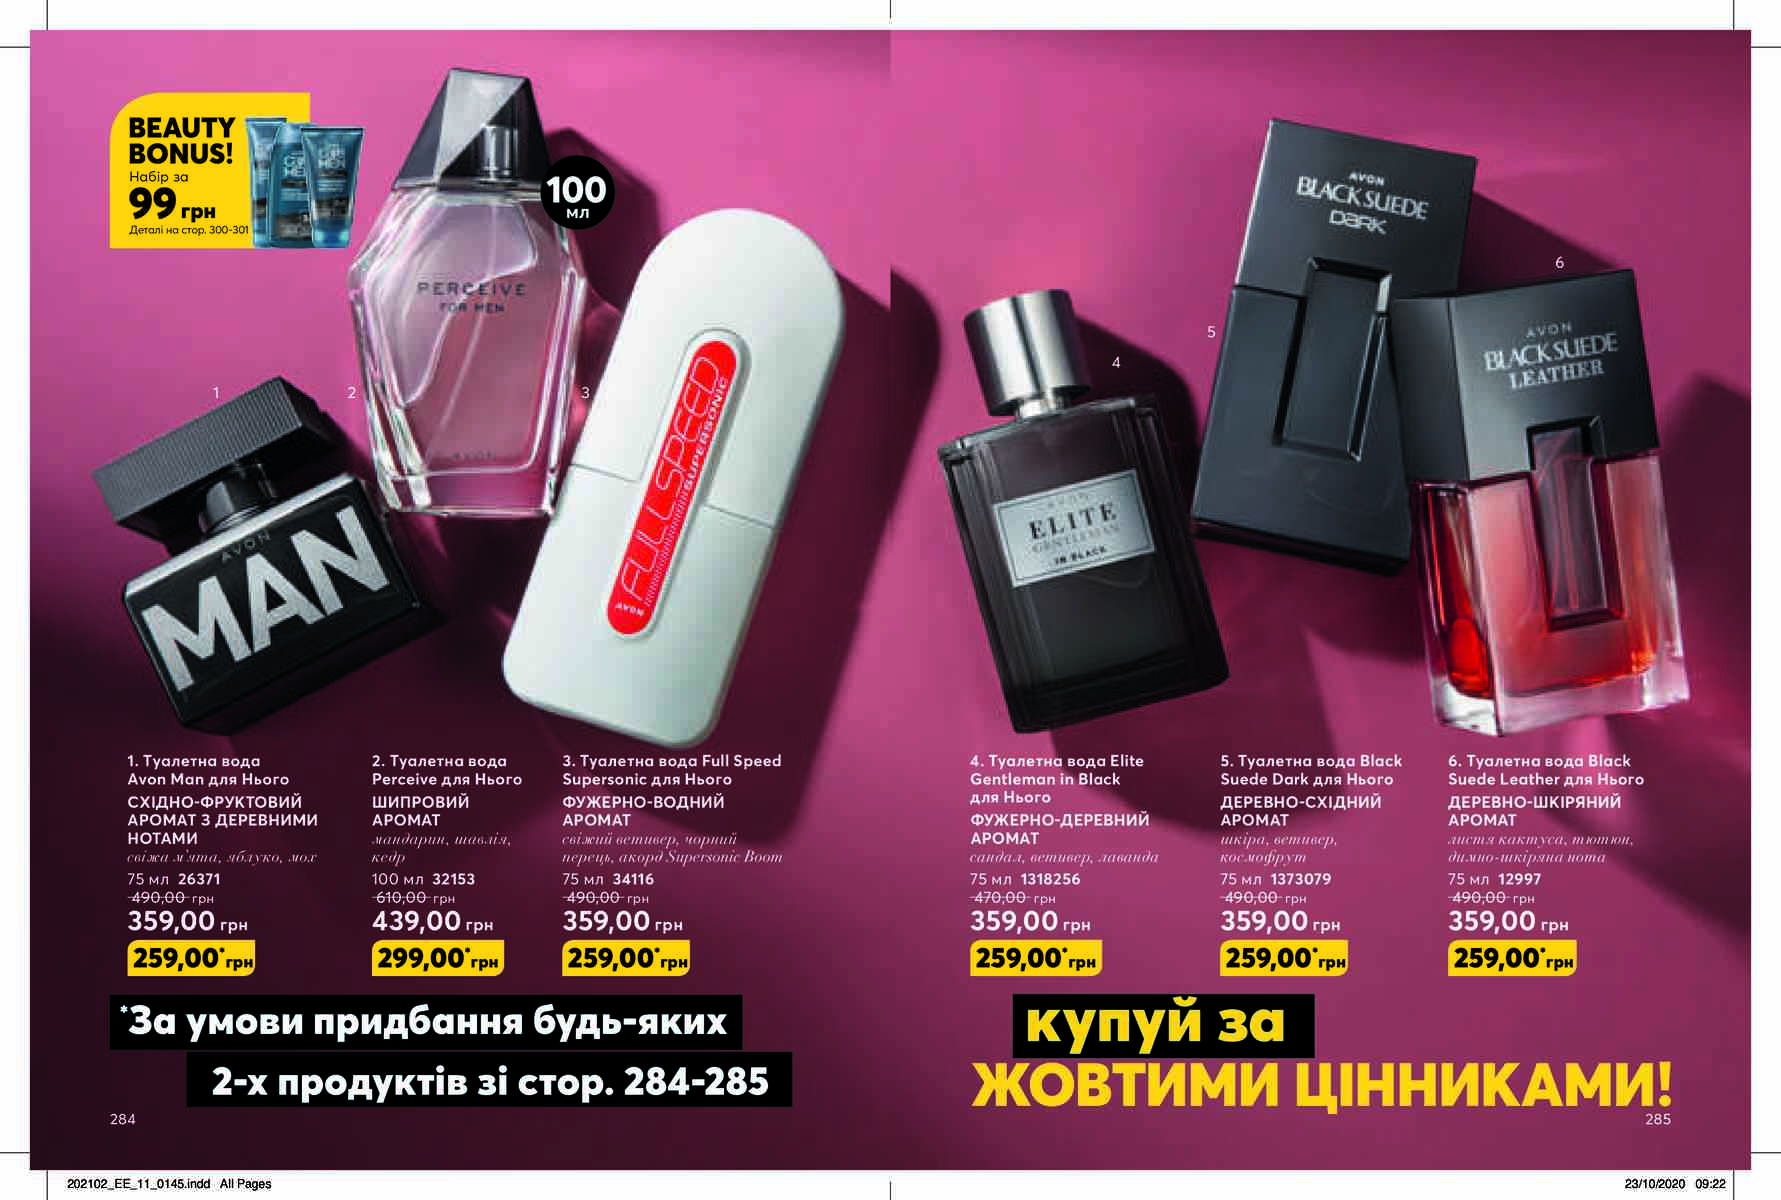 BEAUTY
BONUS!
Набір за
99 грн
Деталі на стор. 300-301
100
МЛ
PERCEIVE
FOR MEN
AVON
AVON
MAN
FULL SPEED
SUPERSONIC
AVON
1
2
3
1. Туалетна вода
Avon Man для Нього
СХІДНО-ФРУКТОВИЙ
АРОМАТ З ДЕРЕВНИМИ
НОТАМИ
свіжа м'ята, яблуко, мох
75 мл 26371
490,00 грн
359,00 грн
259,00* грн
2. Туалетна вода
Perceive для Нього
ШИПРОВИЙ
АРОМАТ
мандарин, шавлія,
кедр
100 мл 32153
610,00 грн
439,00 грн
299,00* грн
3. Туалетна вода Full Speed
Supersonic для Нього
ФУЖЕРНО-ВОДНИЙ
АРОМАТ
свіжий ветивер, чорний
перець, акорд Supersonic Boom
75 мл 34116
490,00 грн
359,00 грн
259,00* грн
*За умови придбання будь-яких
2-х продуктів зі стор. 284-285
284
AVON
BLACK SUEDE
DARK
AVON
BLACK SUEDE
LEATHER
AVON
ELITE
GENTLEMAN
IN BLACK
4
5
6
4. Туалетна вода Elite
Gentleman in Black
для Нього
ФУЖЕРНО-ДЕРЕВНИЙ
АРОМАТ
сандал, ветивер, лаванда
75 мл 1318256
470,00 грн
359,00 грн
259,00* грн
5. Туалетна вода Black
Suede Dark для Нього
ДЕРЕВНО-СХІДНИЙ
АРОМАТ
шкіра, ветивер,
космофрут
75 мл 1373079
490,00 грн
359,00 грн
259,00* грн
6. Туалетна вода Black
Suede Leather для Нього
ДЕРЕВНО-ШКІРЯНИЙ
АРОМАТ
листя кактуса, тютюн,
димно-шкіряна нота
75 мл 12997
490,00 грн
359,00 грн
259,00* грн
купуй за
ЖОВТИМИ ЦІННИКАМИ!
285
202102_EE_11_0145.indd All Pages
23/10/2020 09:22